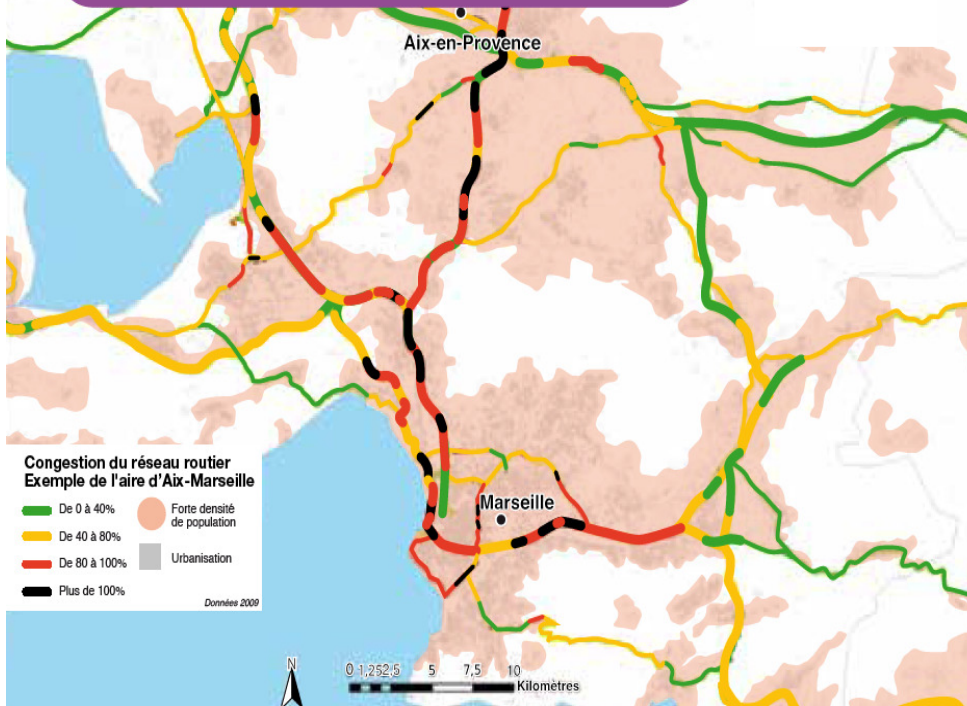 Aix-en-Provence
Congestion du réseau routier
Exemple de l'aire d'Aix-Marseille
De 0 à 40%
De 40 à 80%
De 80 à 100%
Plus de 100%
Forte densité
de population
Urbanisation
Données 2009
Marseille
N
0 1,252,5 5 7,5 10
Kilomètres